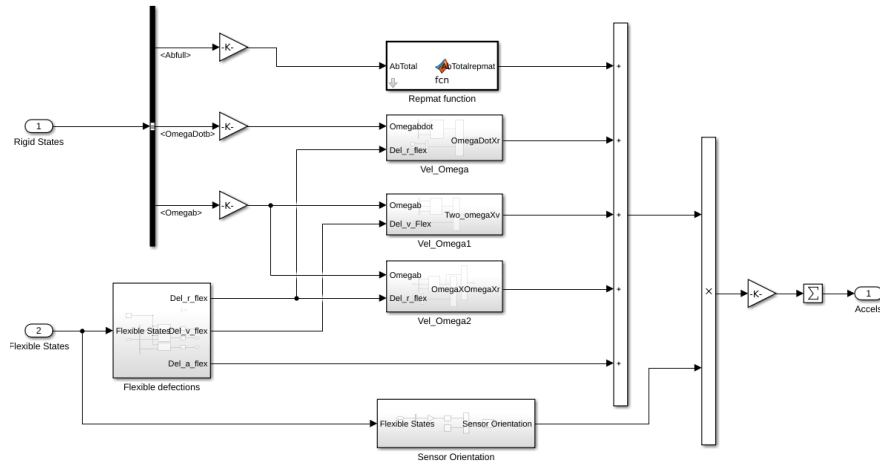 <Abfull>
-K-
AbTotal
AbTotalrepmat
fcn
Repmat function
+
1
Rigid States
<OmegaDotb>
-K-
Omegabdot
Del_r_flex
OmegaDotXr
Vel_Omega
+
<Omegab>
-K-
Omegab
Del_v_Flex
Two_omegaXv
Vel_Omega1
+
Omegab
Del_r_flex
OmegaXOmegaXr
Vel_Omega2
+
2
Flexible States
Flexible States
Del_r_flex
Del_v_flex
Del_a_flex
Flexible defections
+
×
-K-
Σ
1
Accels
Flexible States
Sensor Orientation
Sensor Orientation